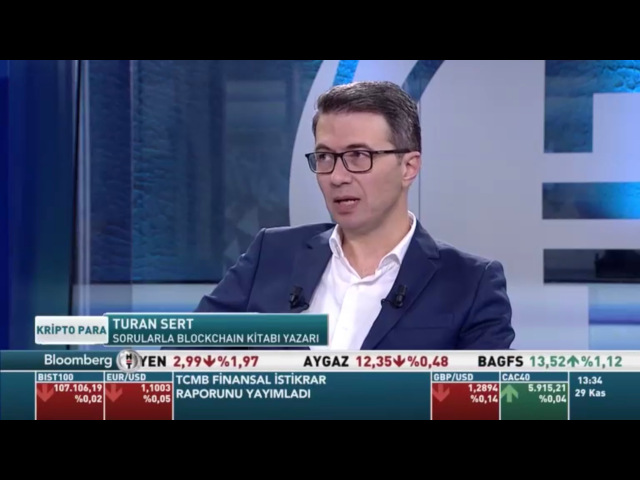 KRİPTO PARA
TURAN SERT
SORULARLA BLOCKCHAIN KİTABI YAZARI
Bloomberg
YEN 2,99 %1,97 AYGAZ 12,35 %0,48 BAGFS 13,52 %1,12
BIST100
107.106,19
%0,02
EUR/USD
1,1003
%0,05
TCMB FİNANSAL İSTİKRAR
RAPORUNU YAYIMLADI
GBP/USD
1,2894
%0,14
CAC40
5.915,21
%0,04
13:34
29 Kas